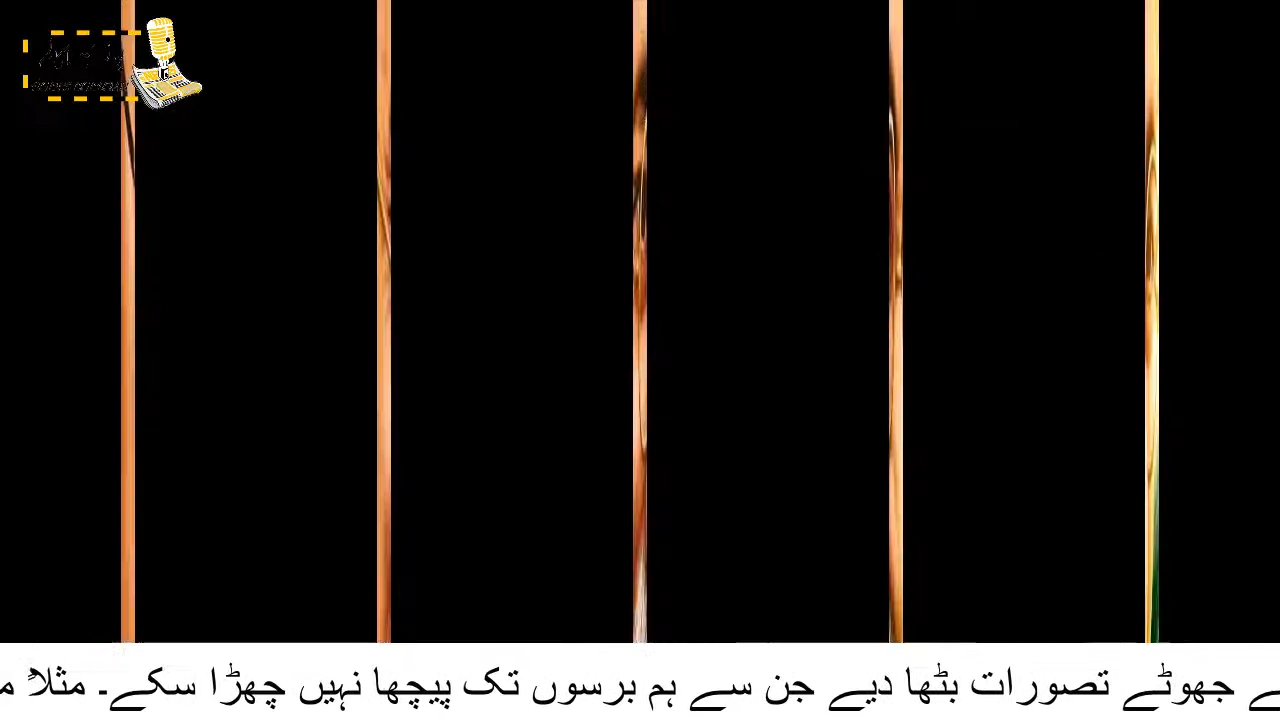 جھوٹے تصورات بٹھا دیے جن سے ہم برسوں تک پیچھا نہیں چھڑا سکے۔ مثلاً